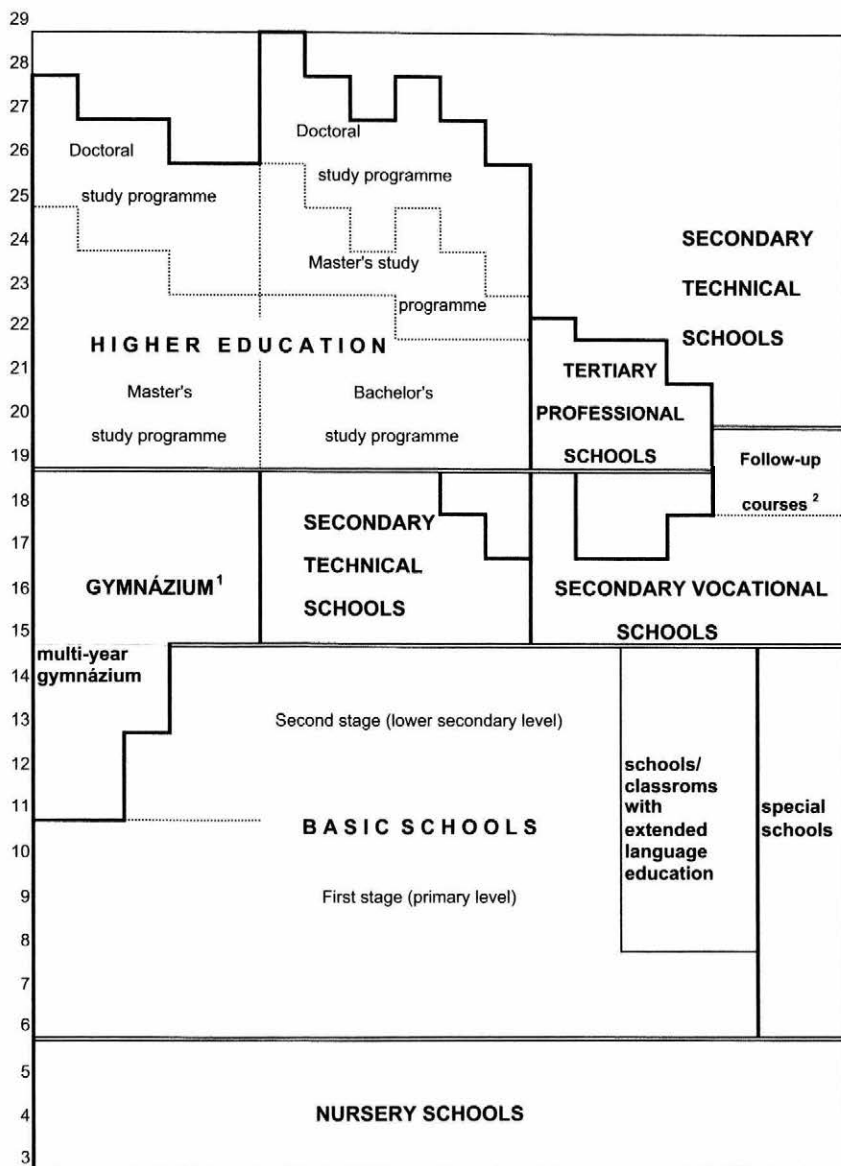 29
28
27
26
25
24
23
22
21
20
19
18
17
16
15
14
13
12
11
10
9
8
7
6
5
4
3
Doctoral
study programme
Doctoral
study programme
Master's study
programme
HIGHER EDUCATION
Master's
study programme
Bachelor's
study programme
SECONDARY
TECHNICAL
SCHOOLS
TERTIARY
PROFESSIONAL
SCHOOLS
Follow-up
courses 2
GYMNÁZIUM1
SECONDARY
TECHNICAL
SCHOOLS
SECONDARY VOCATIONAL
SCHOOLS
multi-year
gymnázium
Second stage (lower secondary level)
BASIC SCHOOLS
First stage (primary level)
schools/
classroms
with
extended
language
education
special
schools
NURSERY SCHOOLS